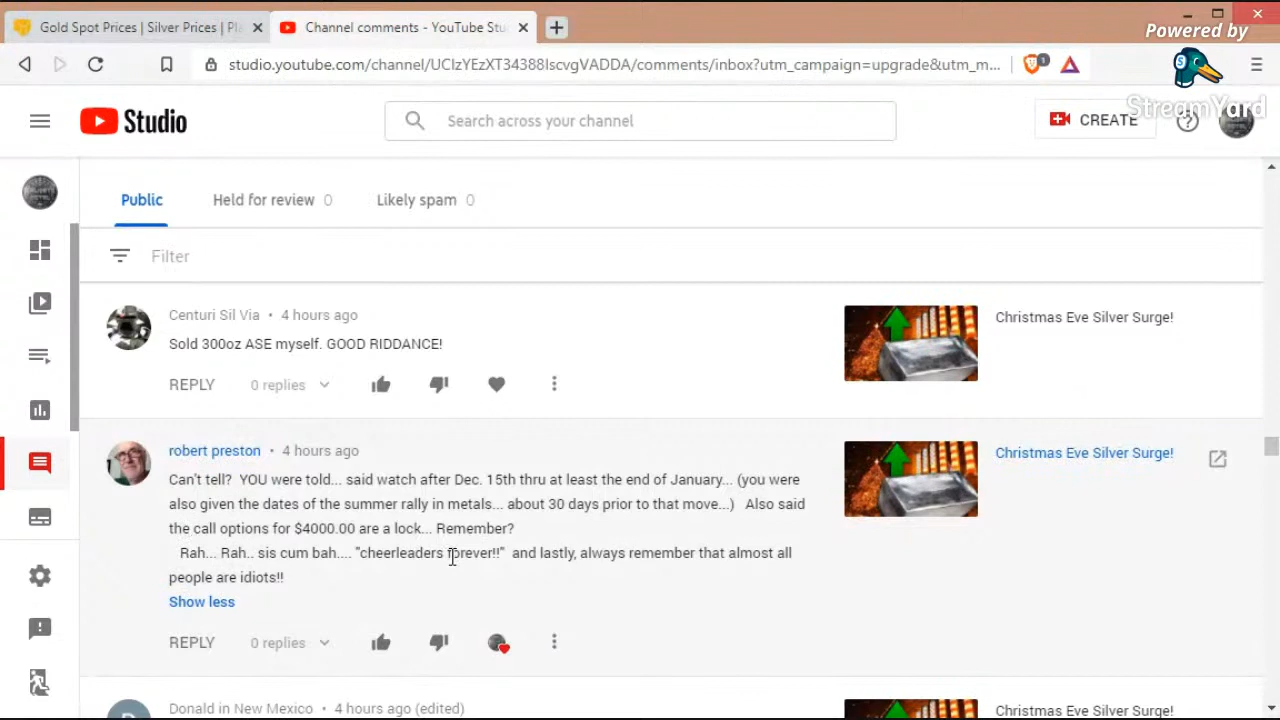 Gold Spot Prices | Silver Prices | Pla
Channel comments - YouTube Stu
Powered by
studio.youtube.com/channel/UCIzYEzXT34388IscvgVADDA/comments/inbox?utm_campaign=upgrade&utm_m...
1
StreamYard
Studio
Search across your channel
CREATE
Public
Held for review 0
Likely spam 0
Filter
Centuri Sil Via • 4 hours ago
Sold 300oz ASE myself. GOOD RIDDANCE!
REPLY
0 replies
Christmas Eve Silver Surge!
robert preston • 4 hours ago
Can't tell? YOU were told... said watch after Dec. 15th thru at least the end of January... (you were
also given the dates of the summer rally in metals... about 30 days prior to that move...) Also said
the call options for $4000.00 are a lock... Remember?
Rah... Rah.. sis cum bah.... "cheerleaders forever!!" and lastly, always remember that almost all
people are idiots!!
Show less
REPLY
0 replies
Christmas Eve Silver Surge!
Donald in New Mexico • 4 hours ago (edited)
Christmas Eve Silver Surge!